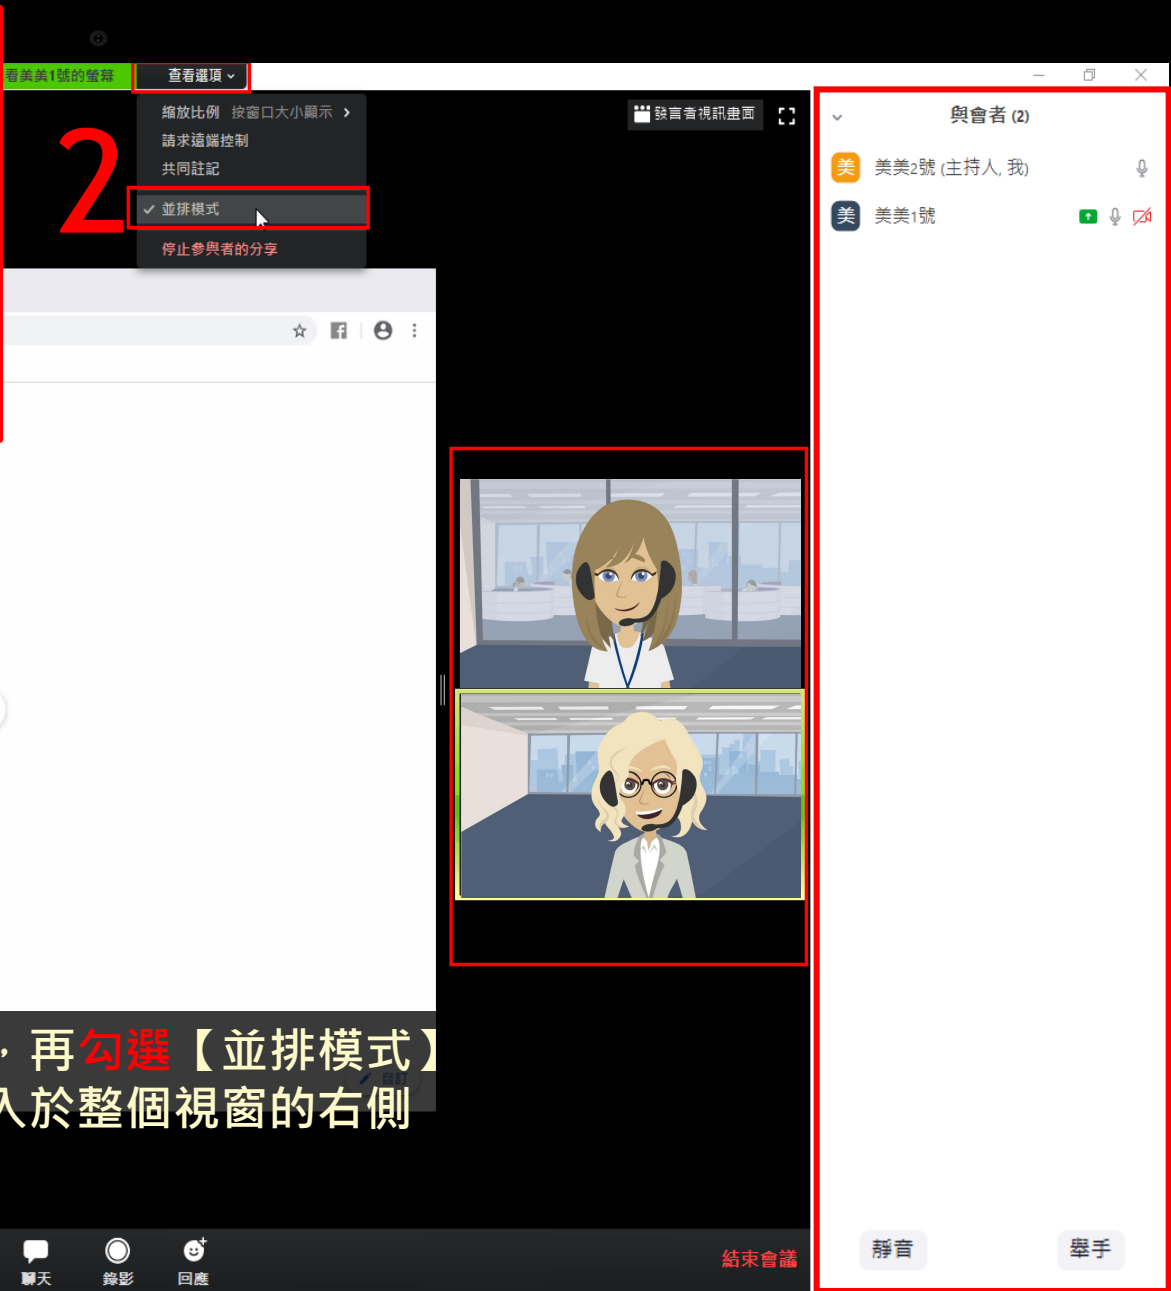 看美美1號的螢幕
查看選項
縮放比例 按窗口大小顯示
請求遠端控制
共同註記
並排模式
停止參與者的分享
2
發言者視訊畫面
與會者 (2)
美 美美2號 (主持人, 我)
美 美美1號
，再勾選【並排模式】
自訂
入於整個視窗的右側
聊天
錄影
回應
結束會議
靜音
舉手